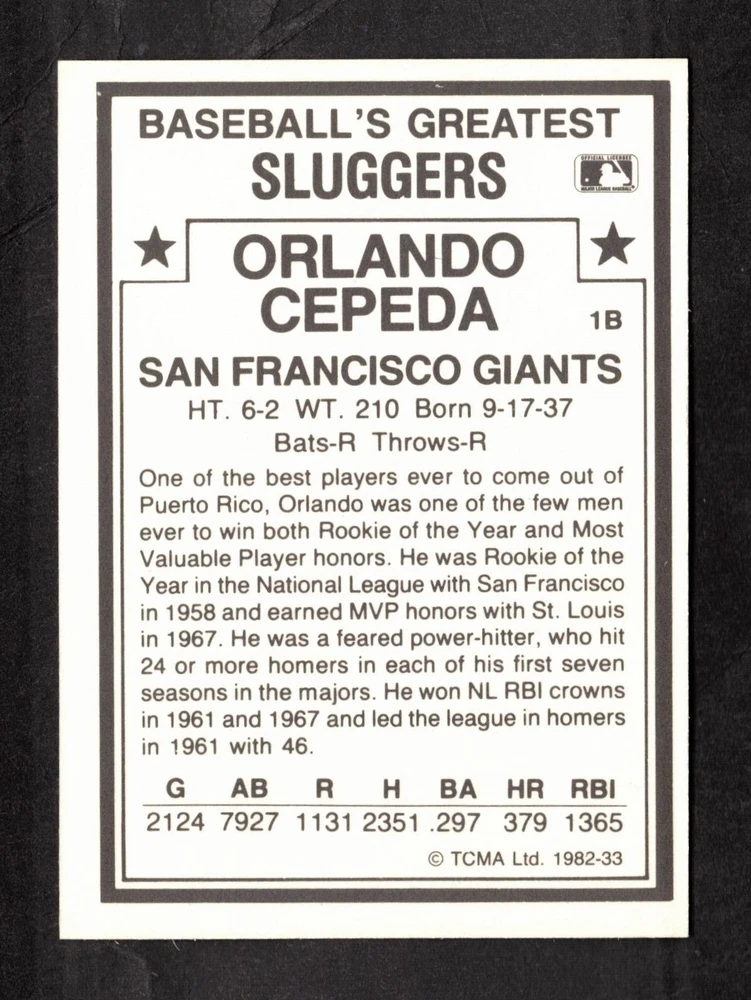 BASEBALL'S GREATEST
SLUGGERS
OFFICIAL LICENSEE
MAJOR LEAGUE BASEBALL
ORLANDO
CEPEDA
1B
SAN FRANCISCO GIANTS
HT. 6-2 WT. 210 Born 9-17-37
Bats-R Throws-R
One of the best players ever to come out of
Puerto Rico, Orlando was one of the few men
ever to win both Rookie of the Year and Most
Valuable Player honors. He was Rookie of the
Year in the National League with San Francisco
in 1958 and earned MVP honors with St. Louis
in 1967. He was a feared power-hitter, who hit
24 or more homers in each of his first seven
seasons in the majors. He won NL RBI crowns
in 1961 and 1967 and led the league in homers
in 1961 with 46.
G AB R H BA HR RBI
2124 7927 1131 2351 .297 379 1365
© TCMA Ltd. 1982-33